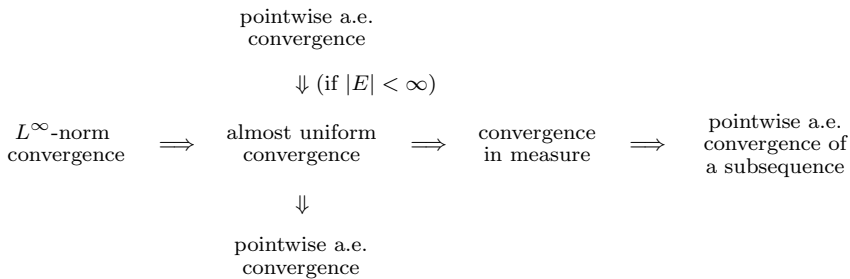 pointwise a.e.
convergence
⇓ (if |E| < ∞)
L∞-norm
convergence
⟹
almost uniform
convergence
⟹
convergence
in measure
⟹
pointwise a.e.
convergence of
a subsequence
⇓
pointwise a.e.
convergence